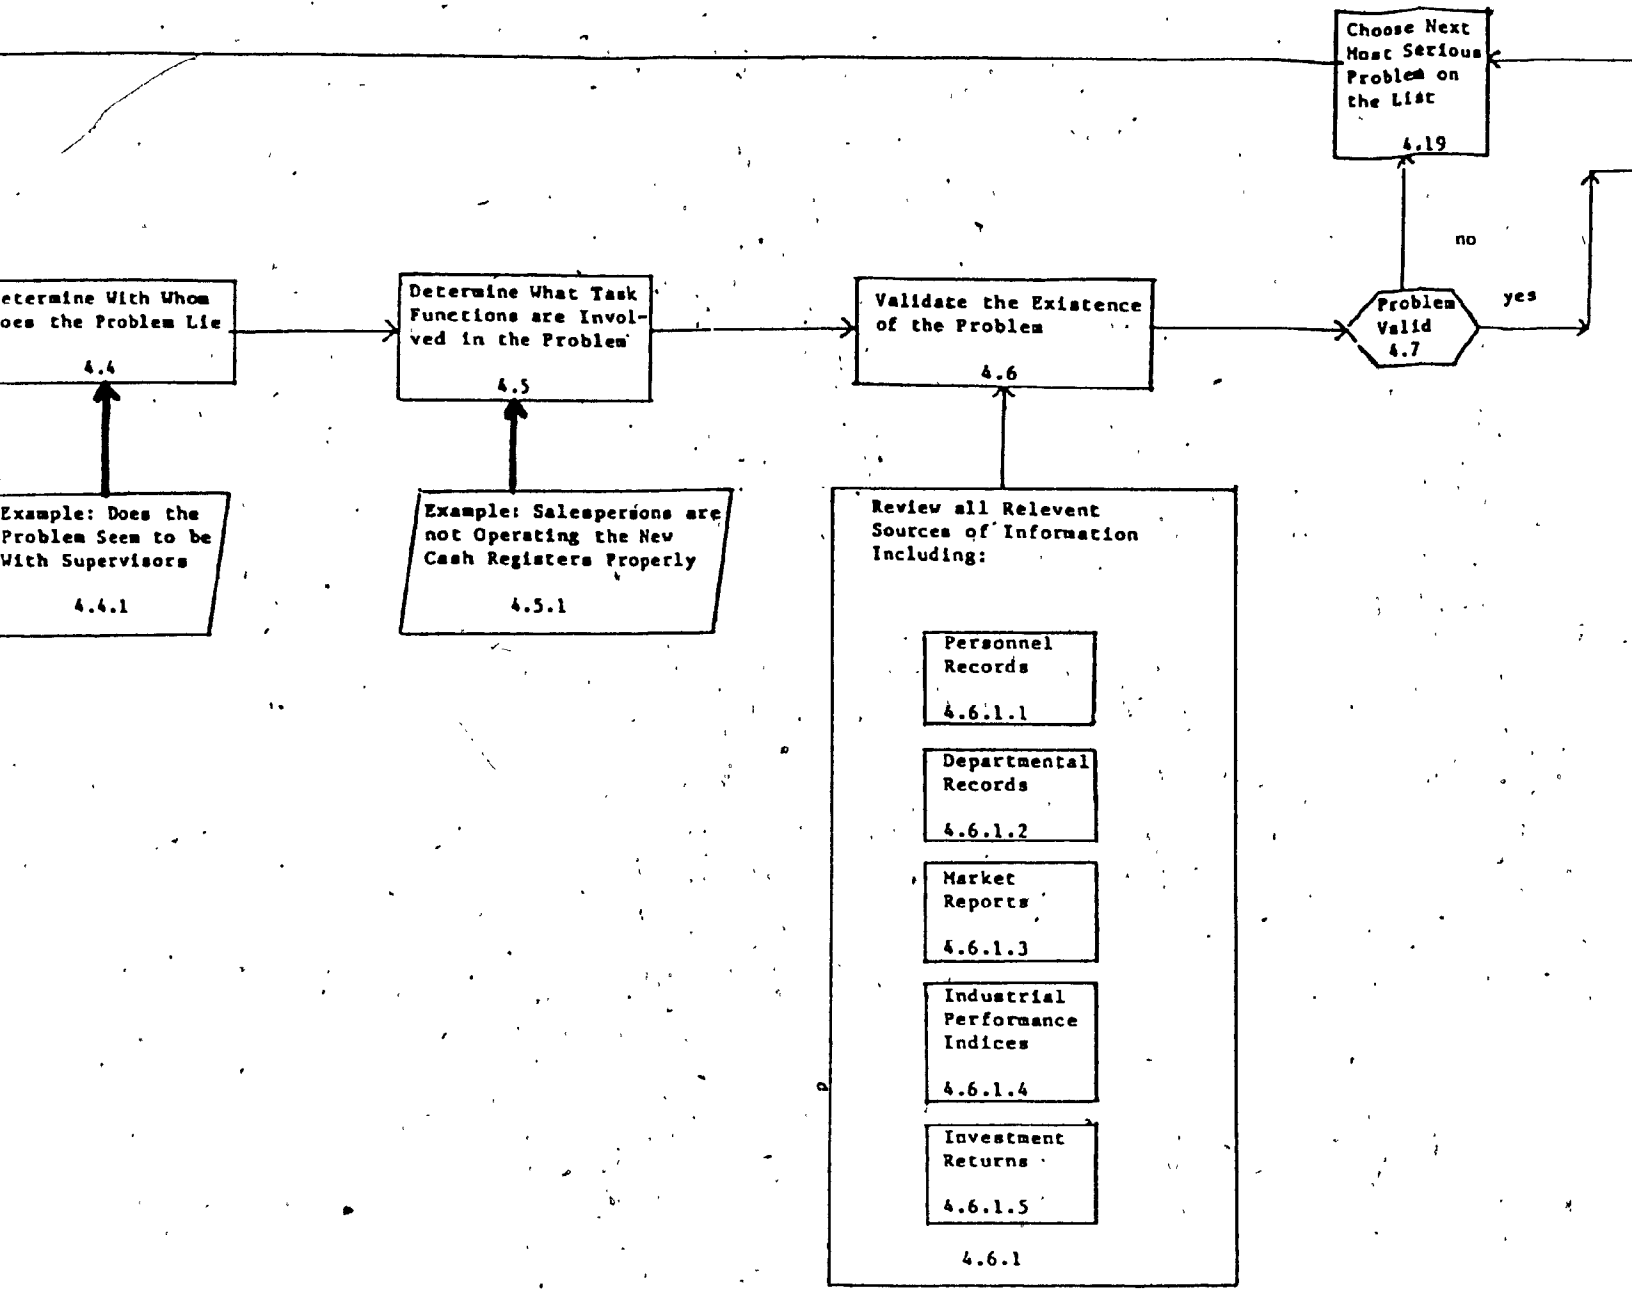 Choose Next
Most Serious
Problem on
the List
4.19
no
yes
etermine With Whom
oes the Problem Lie
4.4
Determine What Task
Functions are Invol-
ved in the Problem
4.5
Validate the Existence
of the Problem
4.6
Problem
Valid
4.7
Example: Does the
Problem Seem to be
With Supervisors
4.4.1
Example: Salespersons are
not Operating the New
Cash Registers Properly
4.5.1
Review all Relevent
Sources of Information
Including:
Personnel
Records
4.6.1.1
Departmental
Records
4.6.1.2
Market
Reports
4.6.1.3
Industrial
Performance
Indices
4.6.1.4
Investment
Returns
4.6.1.5
4.6.1